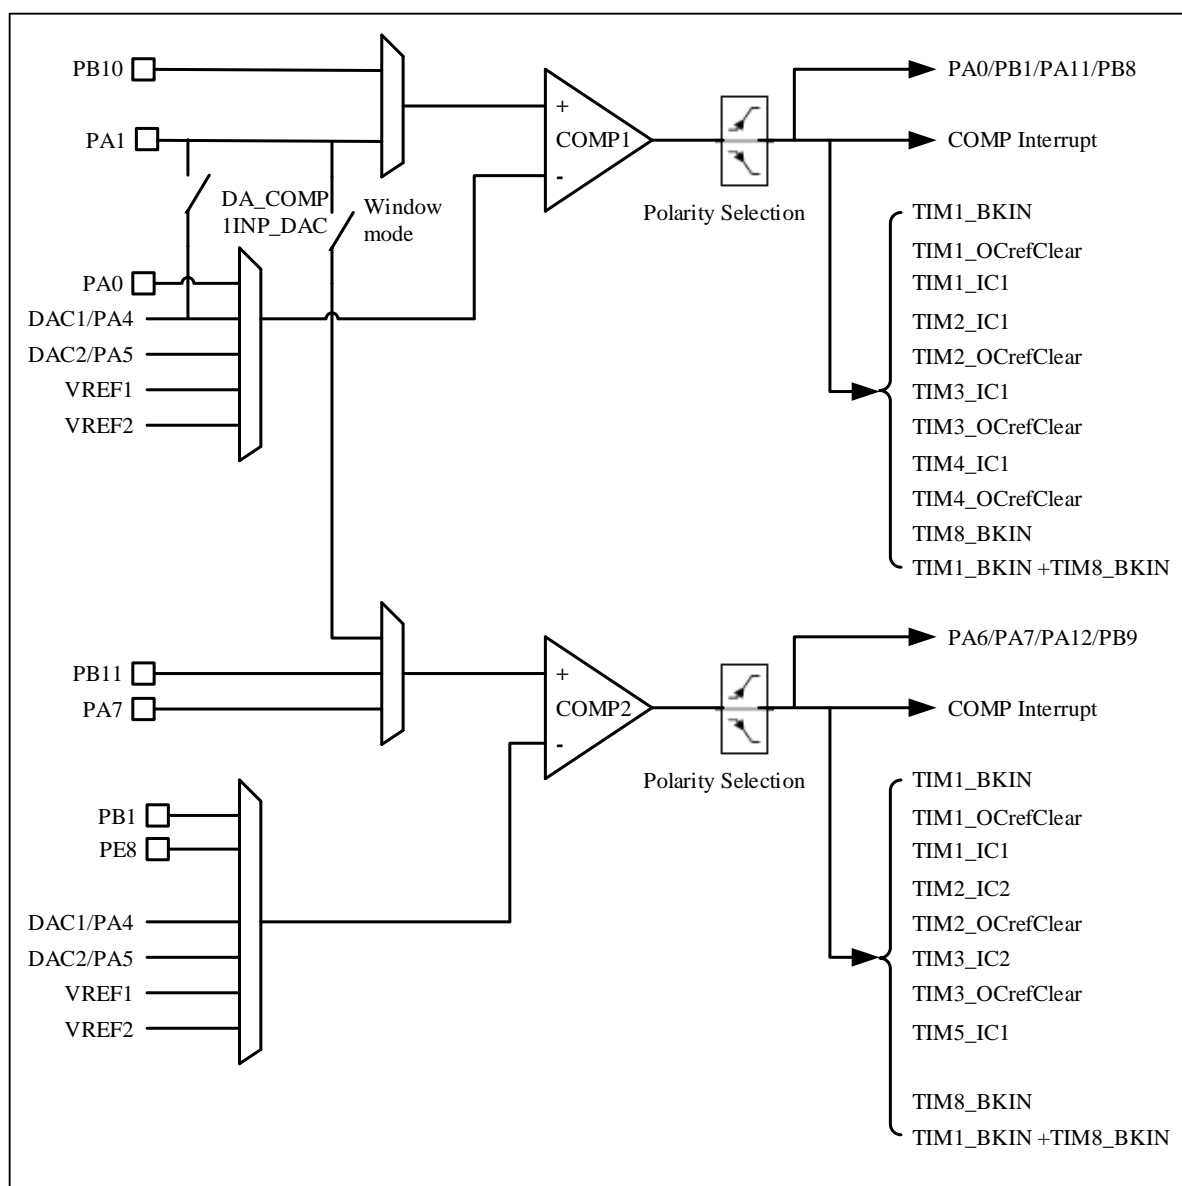 PB10
PA1
DA_COMP
1INP_DAC
Window
mode
PA0
DAC1/PA4
DAC2/PA5
VREF1
VREF2
+
COMP1
-
Polarity Selection
PA0/PB1/PA11/PB8
COMP Interrupt
TIM1_BKIN
TIM1_OCrefClear
TIM1_IC1
TIM2_IC1
TIM2_OCrefClear
TIM3_IC1
TIM3_OCrefClear
TIM4_IC1
TIM4_OCrefClear
TIM8_BKIN
TIM1_BKIN +TIM8_BKIN
PB11
PA7
PB1
PE8
DAC1/PA4
DAC2/PA5
VREF1
VREF2
+
COMP2
-
Polarity Selection
PA6/PA7/PA12/PB9
COMP Interrupt
TIM1_BKIN
TIM1_OCrefClear
TIM1_IC1
TIM2_IC2
TIM2_OCrefClear
TIM3_IC2
TIM3_OCrefClear
TIM5_IC1
TIM8_BKIN
TIM1_BKIN +TIM8_BKIN